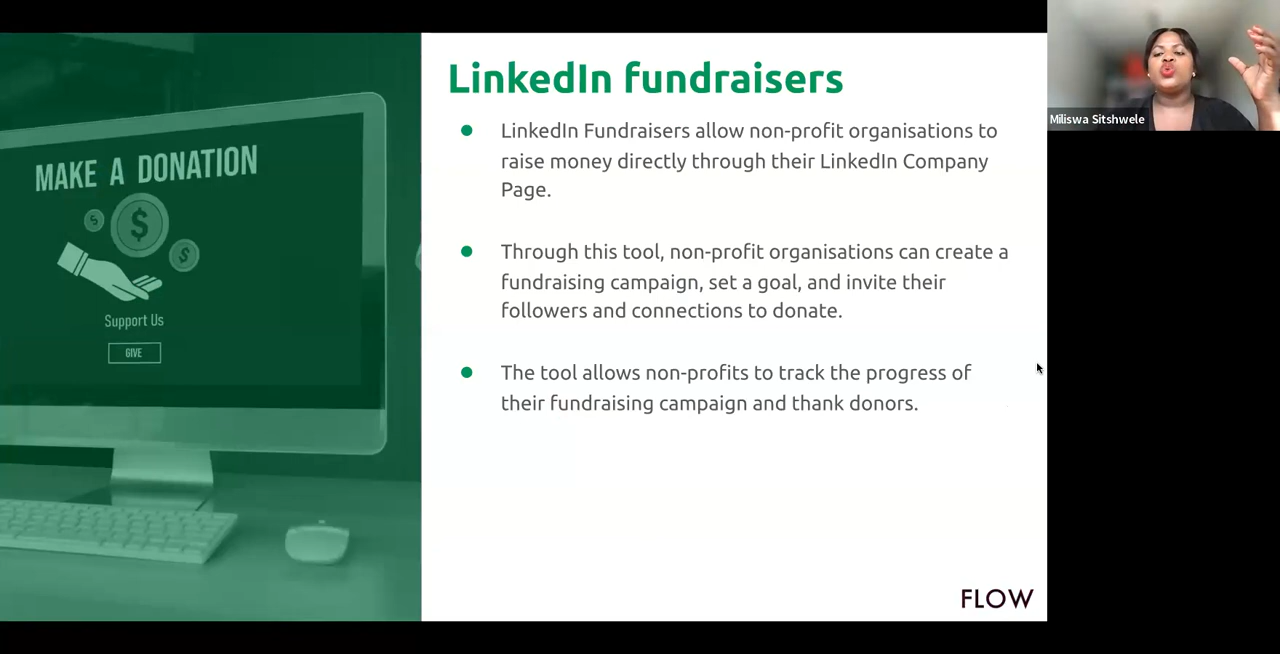 LinkedIn fundraisers
LinkedIn Fundraisers allow non-profit organisations to
raise money directly through their LinkedIn Company
Page.
Through this tool, non-profit organisations can create a
fundraising campaign, set a goal, and invite their
followers and connections to donate.
The tool allows non-profits to track the progress of
their fundraising campaign and thank donors.
MAKE A DONATION
$
$
$
Support Us
GIVE
FLOW
Miliswa Sitshwele